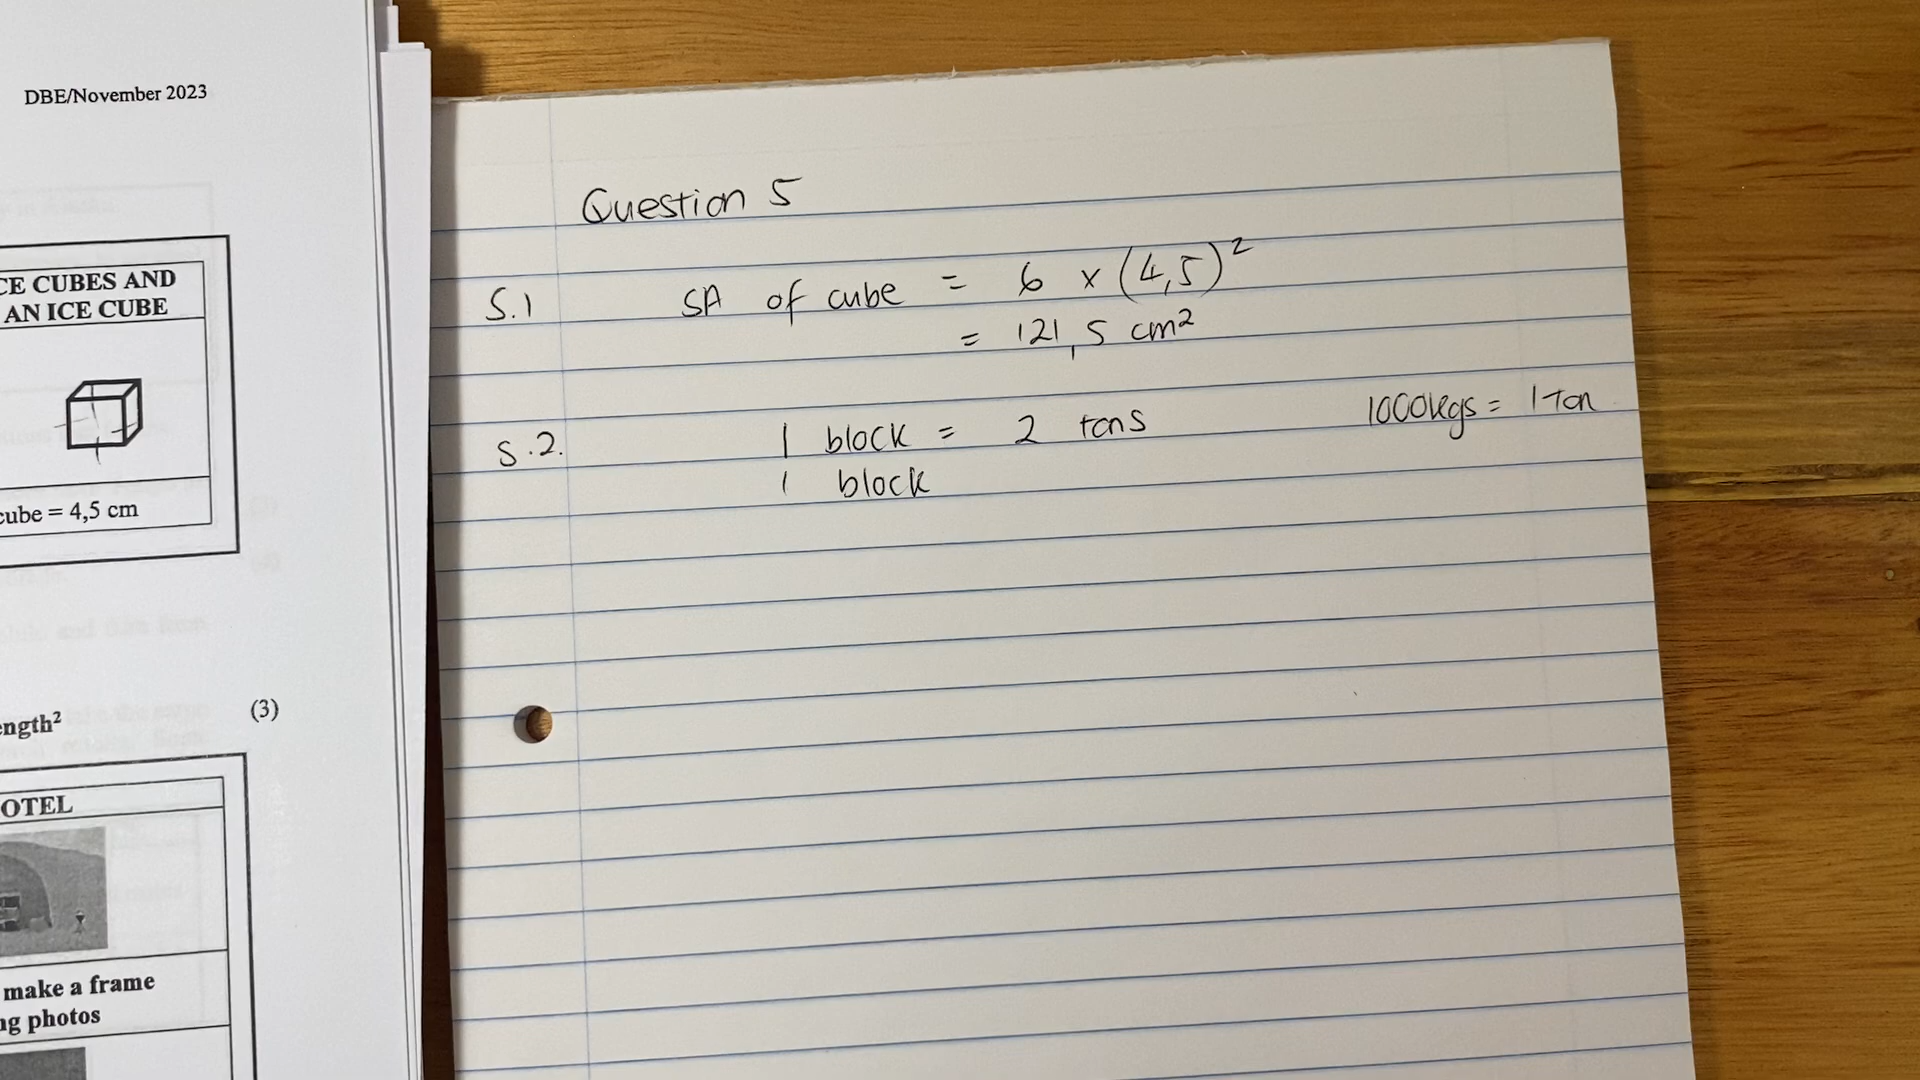 DBE/November 2023
CE CUBES AND
AN ICE CUBE
cube = 4,5 cm
ength²
(3)
OTEL
make a frame
ng photos
Question 5
5.1 SA of cube = 6 x (4,5)²
= 121,5 cm²
5.2. 1 block = 2 tons 1000kgs = 1 Ton
1 block